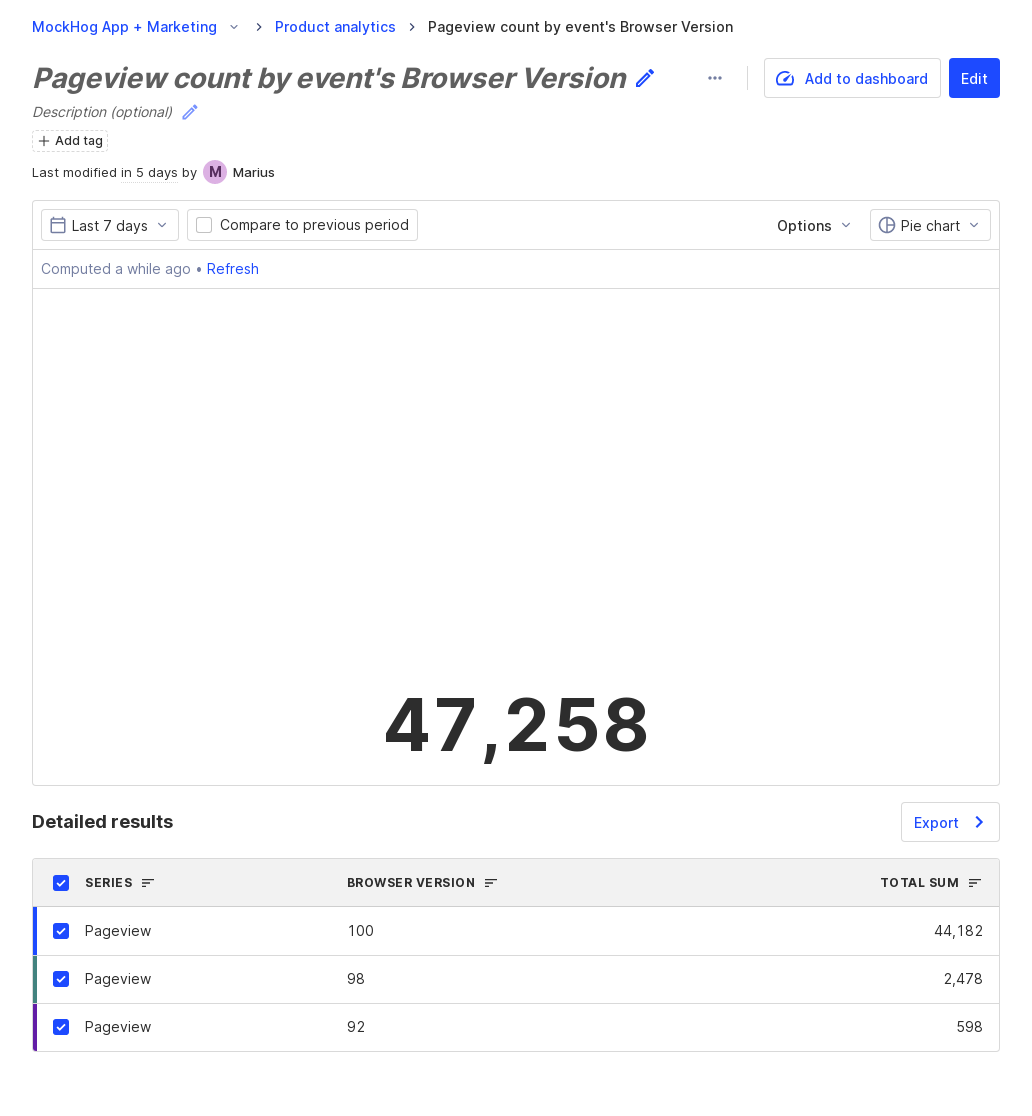 MockHog App + Marketing Product analytics Pageview count by event's Browser Version
Pageview count by event's Browser Version
Add to dashboard
Edit
Description (optional)
Add tag
Last modified in 5 days by M Marius
Last 7 days
Compare to previous period
Options
Pie chart
Computed a while ago • Refresh
47,258
Detailed results
Export
SERIES BROWSER VERSION TOTAL SUM
Pageview 100 44,182
Pageview 98 2,478
Pageview 92 598